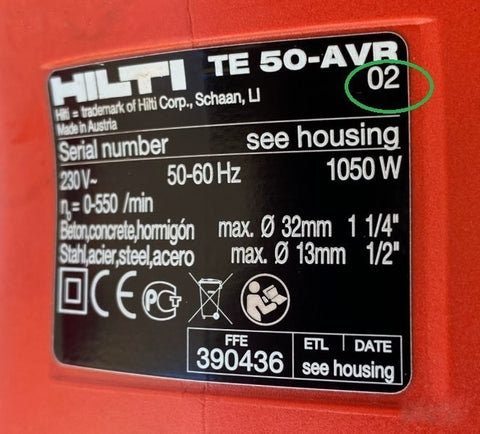 HILTI TE 50-AVR
02
Hilti = trademark of Hilti Corp., Schaan, LI
Made in Austria
Serial number see housing
230 V~ 50-60 Hz 1050 W
n₀ = 0-550 /min
Beton,concrete,hormigón max. Ø 32mm 1 1/4"
Stahl,acier,steel,acero max. Ø 13mm 1/2"
CE PCT
FFE ETL DATE
390436 see housing